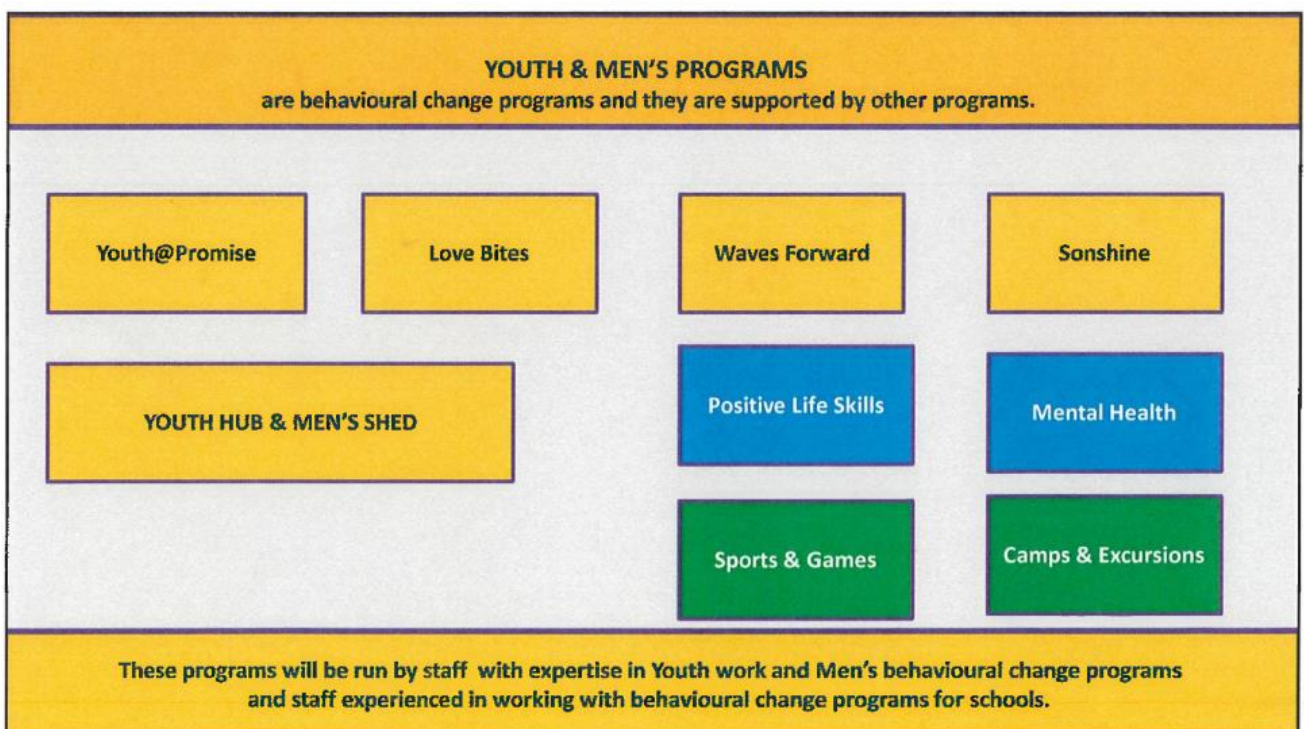 YOUTH & MEN'S PROGRAMS
are behavioural change programs and they are supported by other programs.
Youth@Promise
Love Bites
Waves Forward
Sonshine
YOUTH HUB & MEN'S SHED
Positive Life Skills
Mental Health
Sports & Games
Camps & Excursions
These programs will be run by staff with expertise in Youth work and Men's behavioural change programs
and staff experienced in working with behavioural change programs for schools.